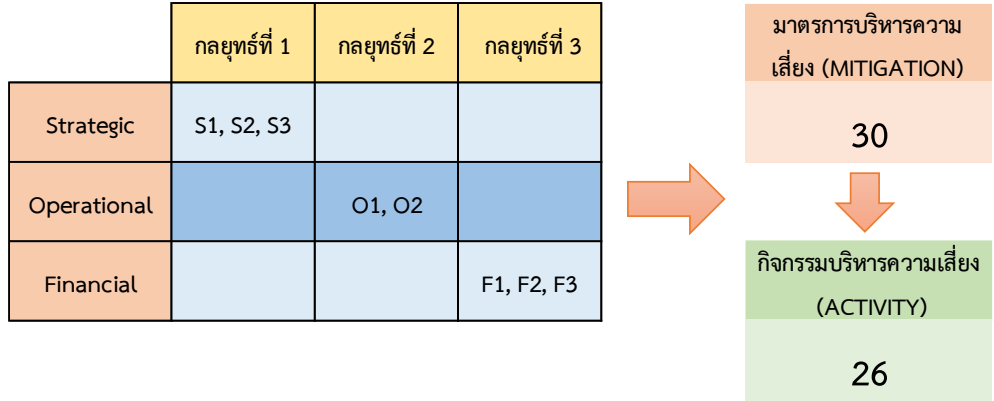 กลยุทธ์ที่ 1 กลยุทธ์ที่ 2 กลยุทธ์ที่ 3
Strategic S1, S2, S3
Operational O1, O2
Financial F1, F2, F3
มาตรการบริหารความ
เสี่ยง (MITIGATION)
30
กิจกรรมบริหารความเสี่ยง
(ACTIVITY)
26